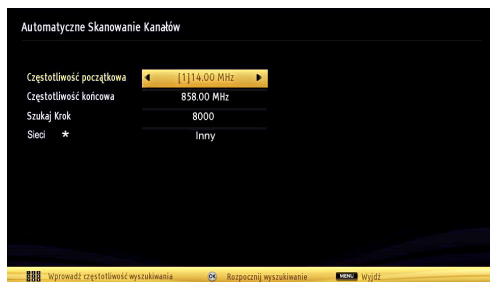 Automatyczne Skanowanie Kanałów
Częstotliwość początkowa [1]14.00 MHz
Częstotliwość końcowa 858.00 MHz
Szukaj Krok 8000
Sieci * Inny
Wprowadź częstotliwość wyszukiwania OK Rozpocznij wyszukiwanie MENU Wyjdź